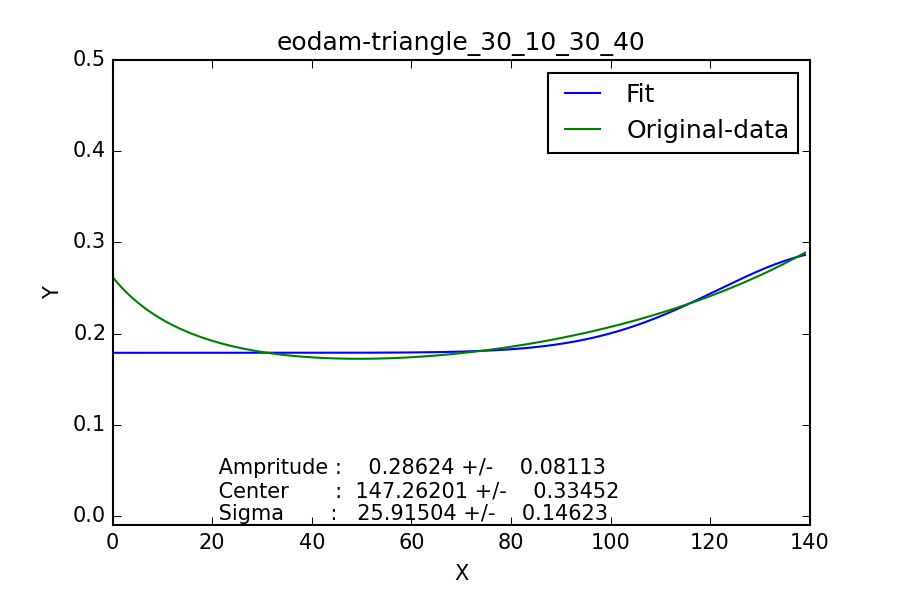 eodam-triangle_30_10_30_40
Fit
Original-data
0.5
0.4
0.3
0.2
0.1
0.0
Y
Ampritude : 0.28624 +/- 0.08113
Center : 147.26201 +/- 0.33452
Sigma : 25.91504 +/- 0.14623
0 20 40 60 80 100 120 140
X